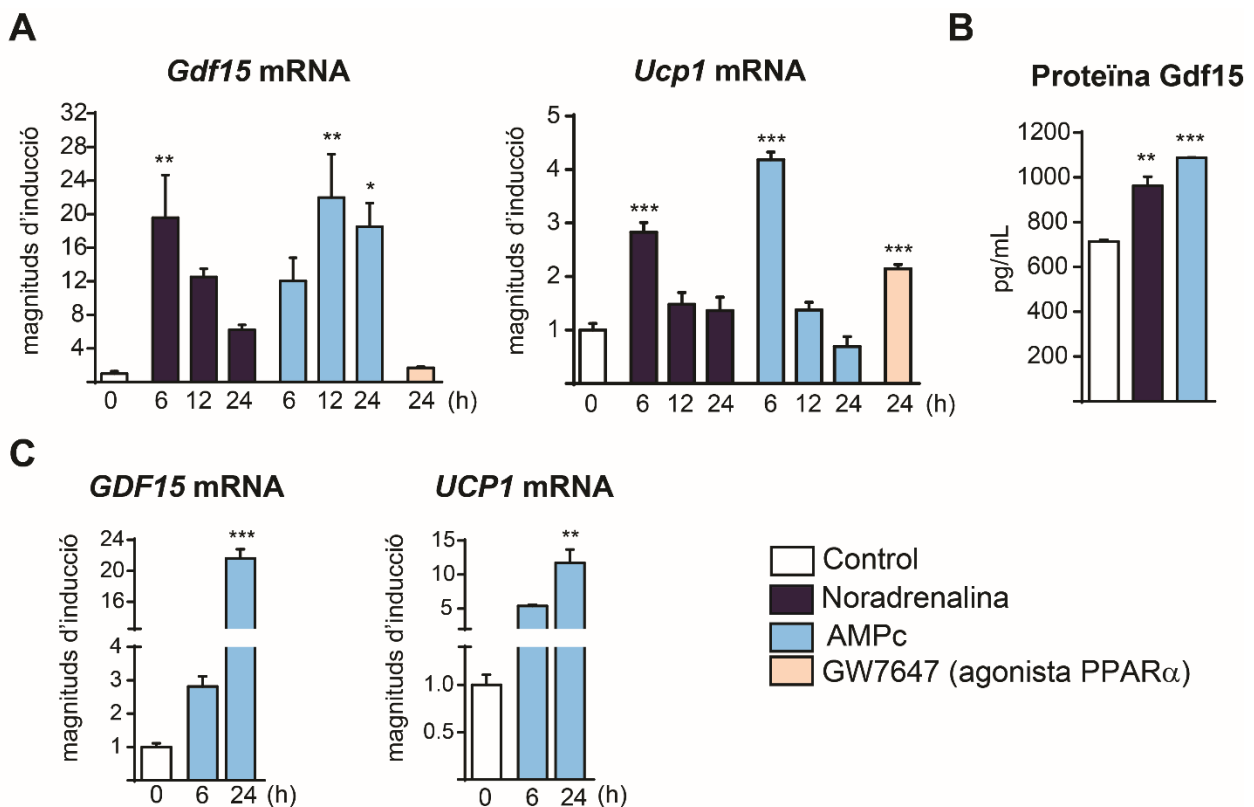 A
Gdf15 mRNA
magnituds d'inducció
32
28
24
20
16
12
8
4
** ** *
0 6 12 24 6 12 24 24 (h)
Ucp1 mRNA
magnituds d'inducció
5
4
3
2
1
*** *** ***
0 6 12 24 6 12 24 24 (h)
B
Proteïna Gdf15
pg/mL
1200
1000
800
600
400
200
** ***
C
GDF15 mRNA
magnituds d'inducció
24
22
20
16
4
3
2
1
***
0 6 24 (h)
UCP1 mRNA
magnituds d'inducció
15
10
5
1.0
0.5
**
0 6 24 (h)
Control
Noradrenalina
AMPc
GW7647 (agonista PPARα)